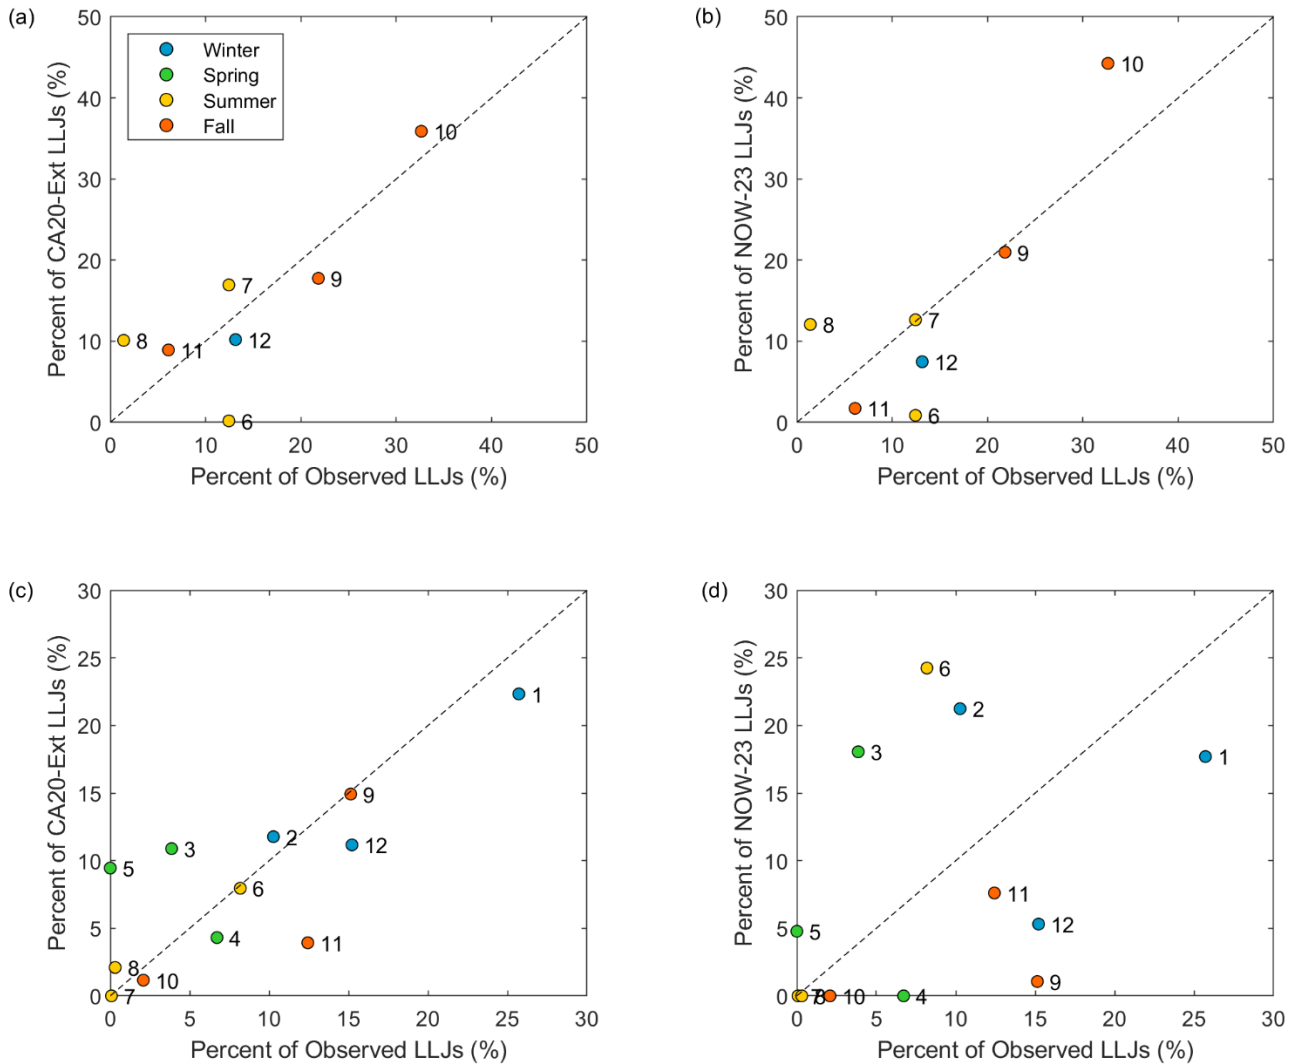 (a)
50
40
30
20
10
0
Percent of CA20-Ext LLJs (%)
Winter
Spring
Summer
Fall
10
9
7
12
8
11
6
0 10 20 30 40 50
Percent of Observed LLJs (%)
(b)
50
40
30
20
10
0
Percent of NOW-23 LLJs (%)
10
9
7
8
12
11
6
0 10 20 30 40 50
Percent of Observed LLJs (%)
(c)
30
25
20
15
10
5
0
Percent of CA20-Ext LLJs (%)
1
9
2
12
3
5
6
4
11
8
10
7
0 5 10 15 20 25 30
Percent of Observed LLJs (%)
(d)
30
25
20
15
10
5
0
Percent of NOW-23 LLJs (%)
6
2
3
1
11
12
5
9
7 8 10 4
0 5 10 15 20 25 30
Percent of Observed LLJs (%)